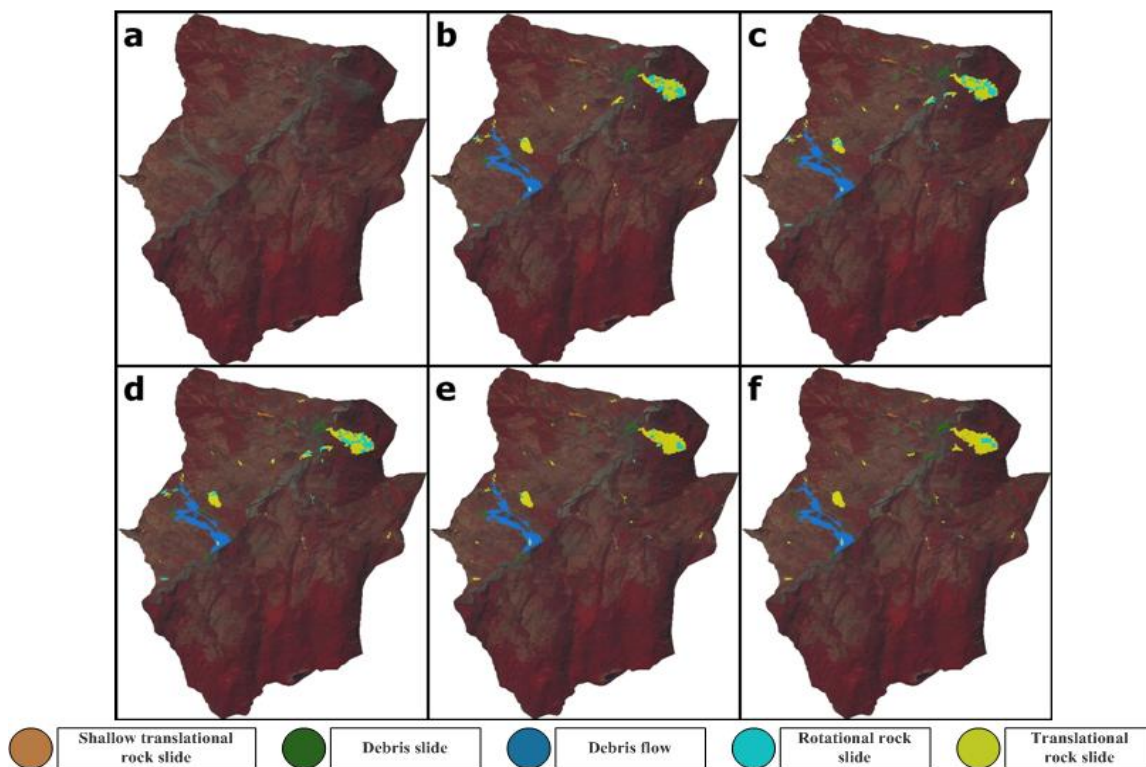 a
b
c
d
e
f
Shallow translational
rock slide
Debris slide
Debris flow
Rotational rock
slide
Translational
rock slide